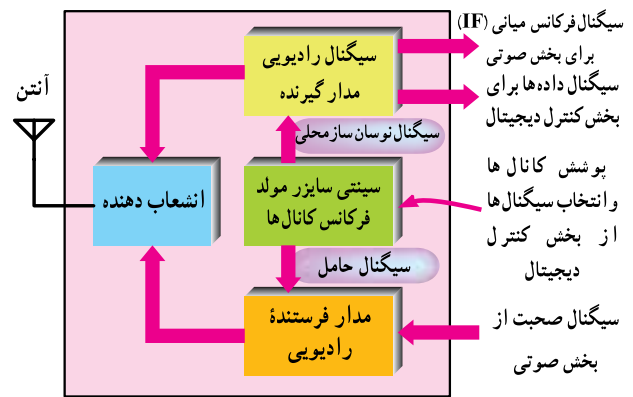 سیگنال فرکانس میانی (IF)
برای بخش صوتی
سیگنال داده‌ها برای
بخش کنترل دیجیتال
سیگنال رادیویی
مدار گیرنده
آنتن
سیگنال نوسان ساز محلی
پوشش کانال ها
و انتخاب سیگنال‌ها
از بخش کنترل
دیجیتال
سینتی سایزر مولد
فرکانس کانال‌ها
انشعاب دهنده
سیگنال حامل
مدار فرستندهٔ
رادیویی
سیگنال صحبت از
بخش صوتی